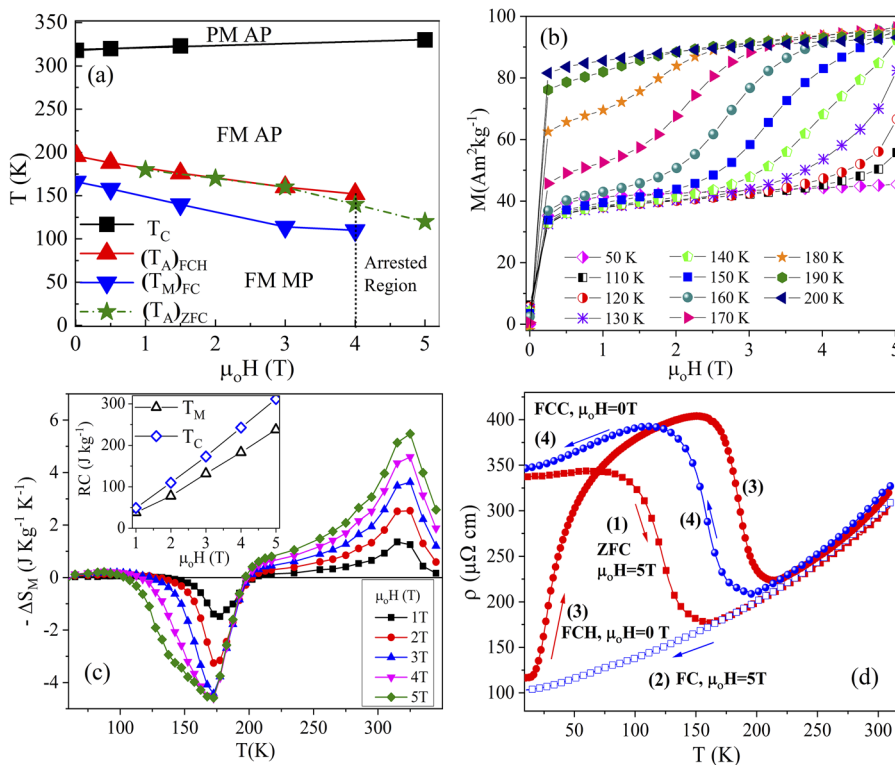 (a)
PM AP
FM AP
FM MP
Arrested
Region
T_C
(T_A)_FCH
(T_M)_FC
(T_A)_ZFC
T (K)
350
300
250
200
150
100
50
0
0 1 2 3 4 5
μ_oH (T)
(b)
M(Am²kg⁻¹)
100
80
60
40
20
0
50 K
110 K
120 K
130 K
140 K
150 K
160 K
170 K
180 K
190 K
200 K
0 1 2 3 4 5
μ_oH (T)
(c)
- ΔS_M (J Kg⁻¹ K⁻¹)
6
4
2
0
-2
-4
RC (J kg⁻¹)
300
200
100
0
T_M
T_C
1 2 3 4 5
μ_oH (T)
μ_oH (T)
1T
2T
3T
4T
5T
100 150 200 250 300
T(K)
(d)
ρ (μΩ cm)
400
350
300
250
200
150
100
FCC, μ_oH=0T
(4)
(3)
(4)
(1)
ZFC
μ_oH=5T
(3)
FCH, μ_oH=0 T
(2) FC, μ_oH=5T
50 100 150 200 250 300
T (K)